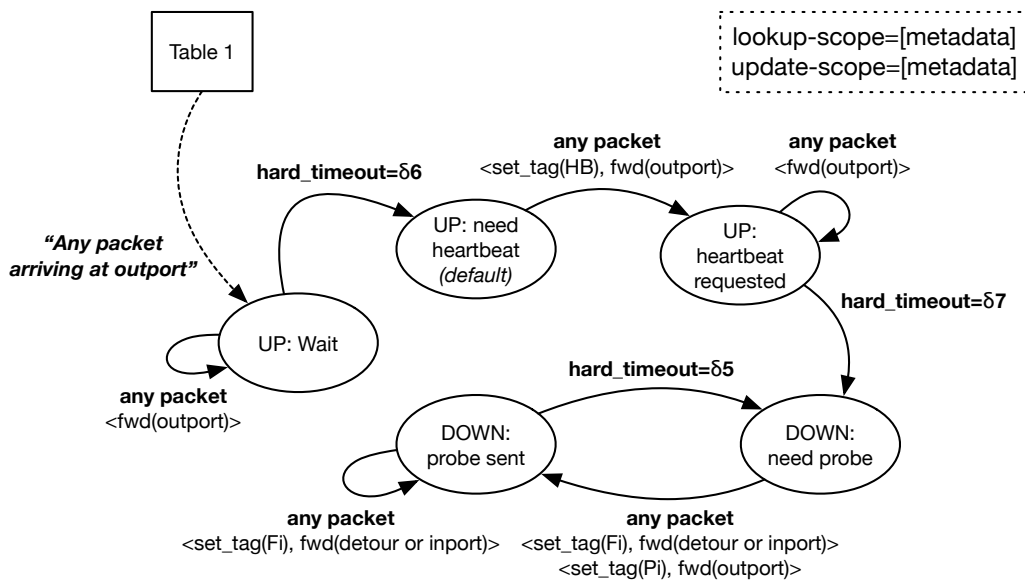 Table 1
lookup-scope=[metadata]
update-scope=[metadata]
any packet
<set_tag(HB), fwd(outport)>
any packet
<fwd(outport)>
hard_timeout=δ6
UP: need
heartbeat
(default)
UP:
heartbeat
requested
“Any packet
arriving at outport”
hard_timeout=δ7
UP: Wait
any packet
<fwd(outport)>
hard_timeout=δ5
DOWN:
probe sent
DOWN:
need probe
any packet
<set_tag(Fi), fwd(detour or inport)>
any packet
<set_tag(Fi), fwd(detour or inport)>
<set_tag(Pi), fwd(outport)>